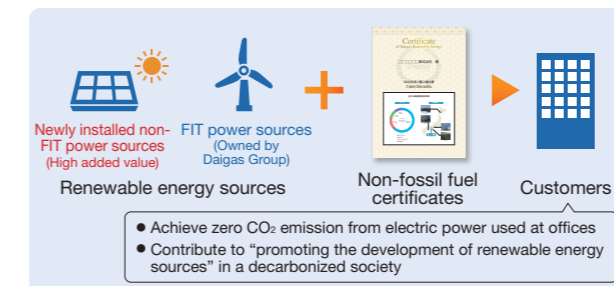 Certificate
Newly installed non-
FIT power sources
(High added value)
FIT power sources
(Owned by
Daigas Group)
Renewable energy sources
Non-fossil fuel
certificates
Customers
● Achieve zero CO₂ emission from electric power used at offices
● Contribute to “promoting the development of renewable energy
sources” in a decarbonized society